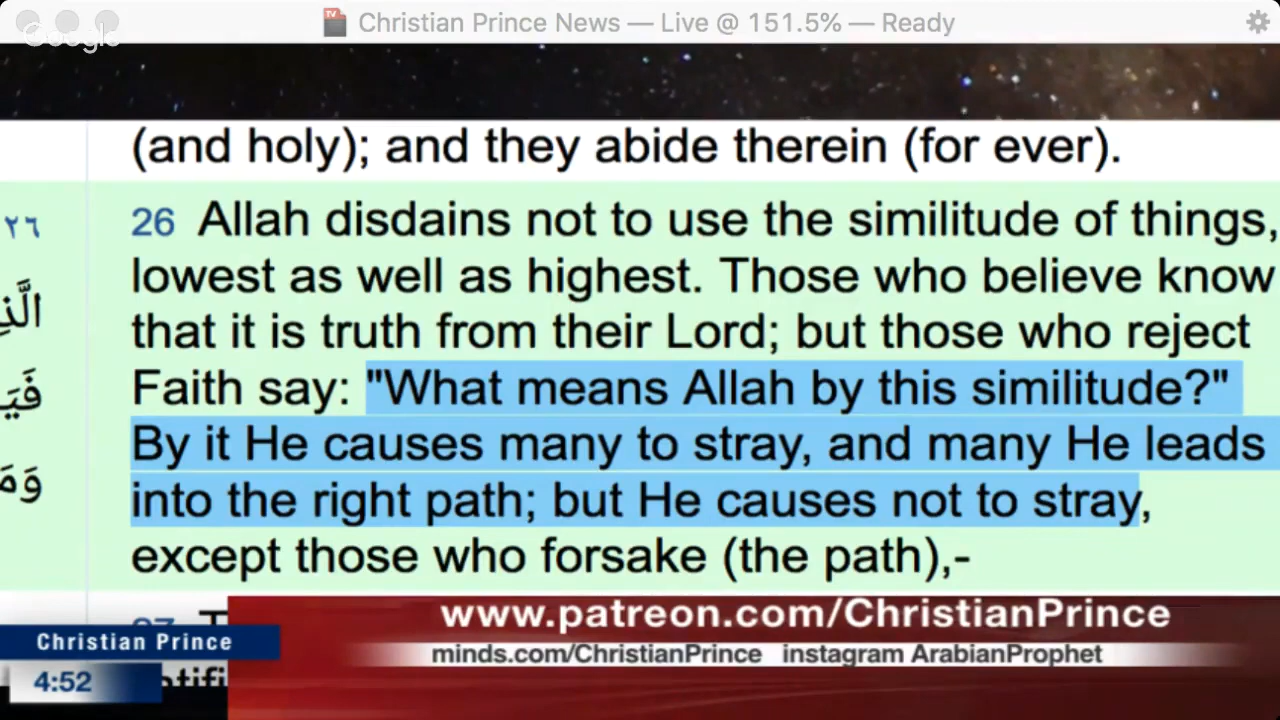 Christian Prince News — Live @ 151.5% — Ready
Google
(and holy); and they abide therein (for ever).
٢٦
26 Allah disdains not to use the similitude of things,
lowest as well as highest. Those who believe know
that it is truth from their Lord; but those who reject
Faith say: "What means Allah by this similitude?"
By it He causes many to stray, and many He leads
into the right path; but He causes not to stray,
except those who forsake (the path),-
www.patreon.com/ChristianPrince
Christian Prince
minds.com/ChristianPrince instagram ArabianProphet
4:52